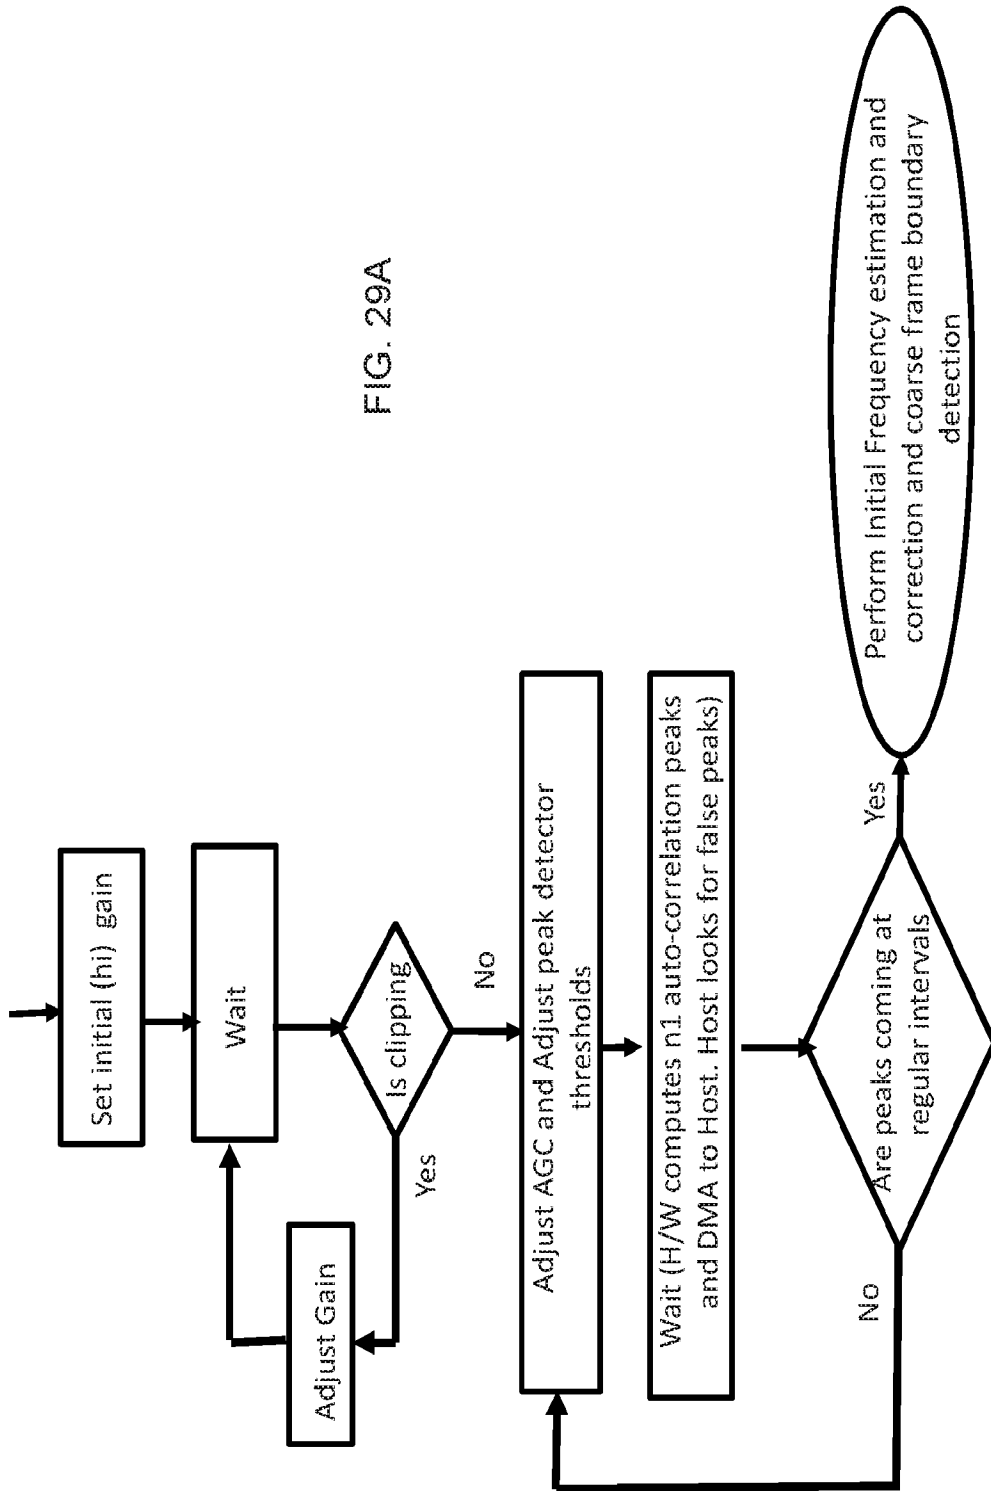 Set initial (hi) gain
Wait
Adjust Gain
Is clipping
Yes
No
Adjust AGC and Adjust peak detector
thresholds
Wait (H/W computes n1 auto-correlation peaks
and DMA to Host. Host looks for false peaks)
Are peaks coming at
regular intervals
No
Yes
Perform Initial Frequency estimation and
correction and coarse frame boundary
detection
FIG. 29A